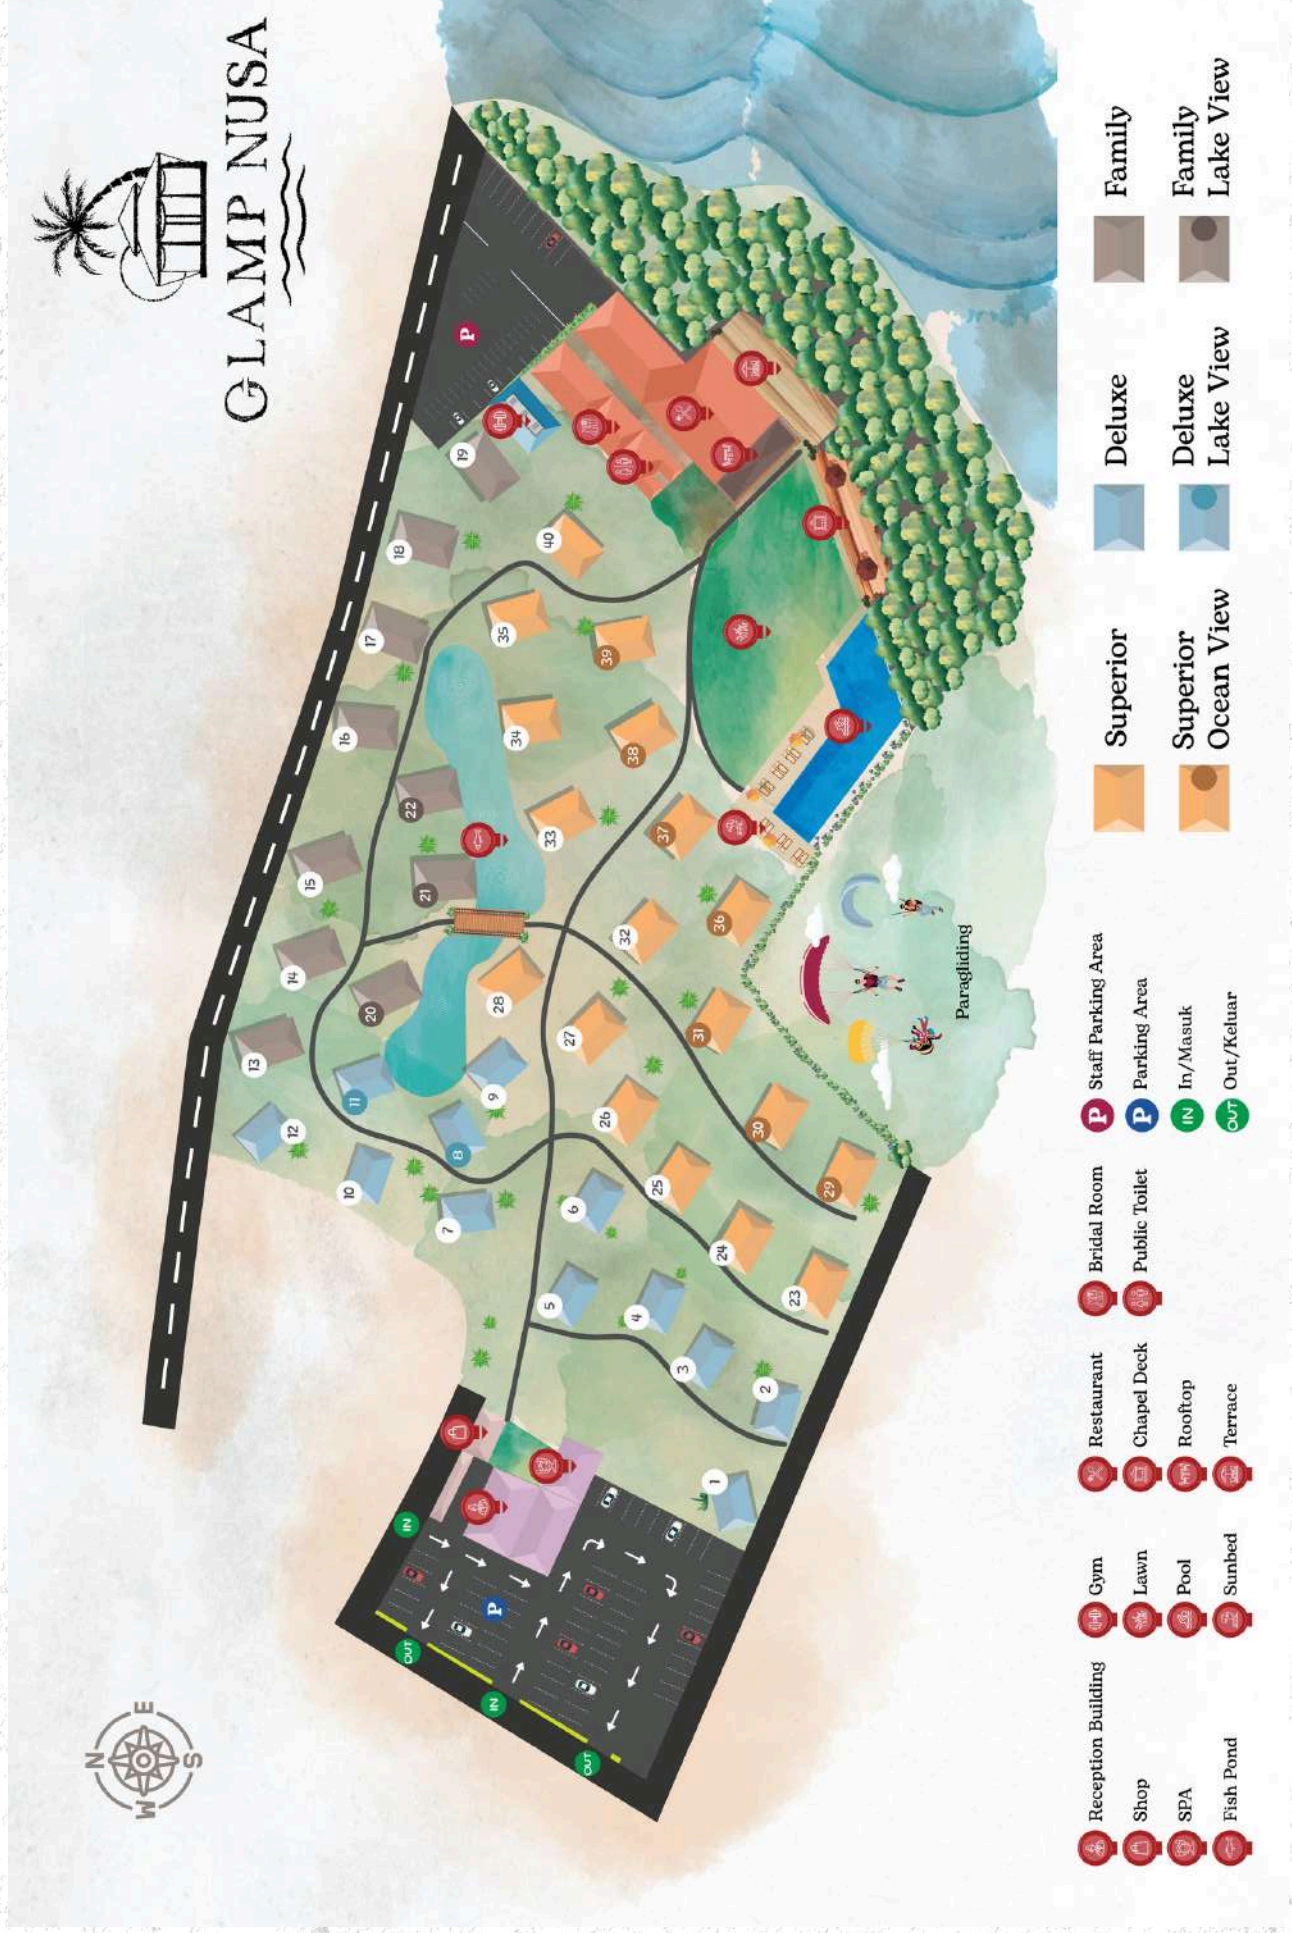 GLAMP NUSA
N
E
S
W
P
IN
OUT
IN
OUT
P
1
2
3
4
5
6
7
8
9
10
11
12
13
14
15
16
17
18
19
20
21
22
23
24
25
26
27
28
29
30
31
32
33
34
35
36
37
38
39
40
Paragliding
Reception Building
Shop
SPA
Fish Pond
Gym
Lawn
Pool
Sunbed
Restaurant
Chapel Deck
Rooftop
Terrace
Bridal Room
Public Toilet
P Staff Parking Area
P Parking Area
IN In/Masuk
OUT Out/Keluar
Superior
Superior
Ocean View
Deluxe
Deluxe
Lake View
Family
Family
Lake View